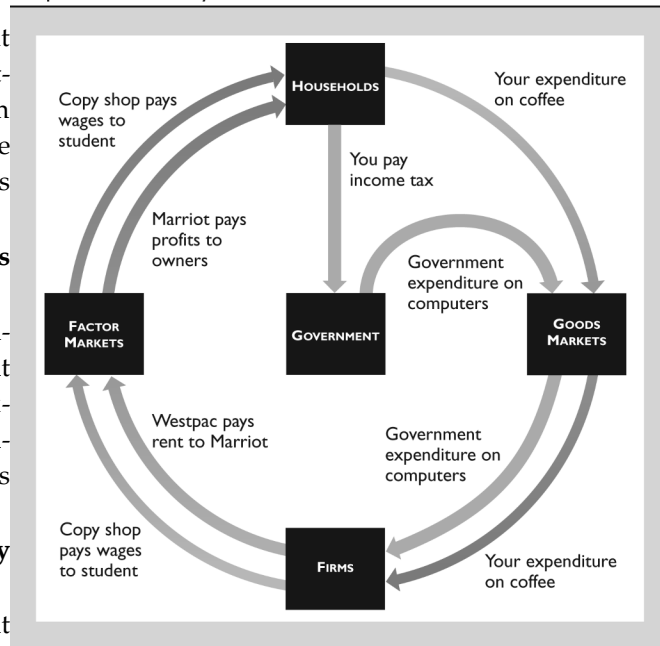 HOUSEHOLDS
Copy shop pays
wages to
student
Your expenditure
on coffee
You pay
income tax
Marriot pays
profits to
owners
Government
expenditure on
computers
FACTOR
MARKETS
GOVERNMENT
GOODS
MARKETS
Westpac pays
rent to Marriot
Government
expenditure on
computers
Copy shop
pays wages
to student
FIRMS
Your expenditure
on coffee